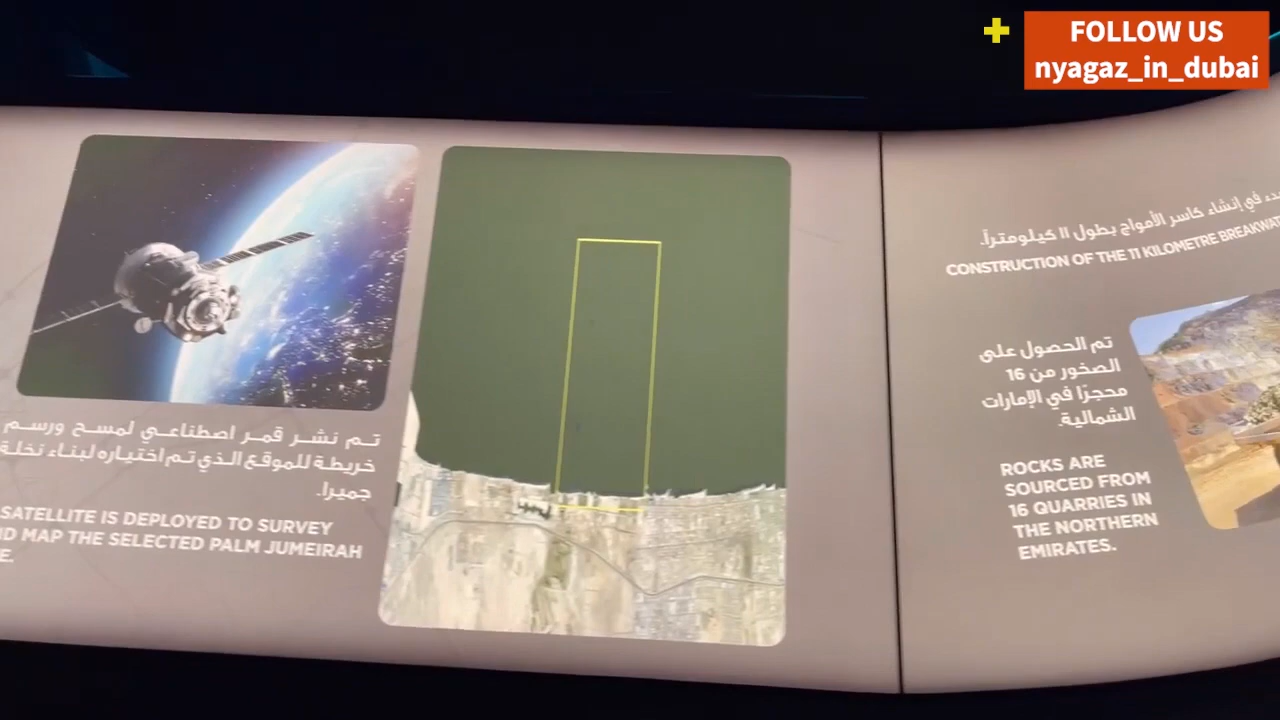 FOLLOW US
nyagaz_in_dubai
تم نشر قمر اصطناعي لمسح ورسم
خريطة للموقع الذي تم اختياره لبناء نخلة
جميرا.
SATELLITE IS DEPLOYED TO SURVEY
MAP THE SELECTED PALM JUMEIRAH
في إنشاء كاسر الأمواج بطول 11 كيلومتراً.
CONSTRUCTION OF THE 11 KILOMETRE
تم الحصول على
الصخور من 16
محجرًا في الإمارات
الشمالية.
ROCKS ARE
SOURCED FROM
16 QUARRIES IN
THE NORTHERN
EMIRATES.